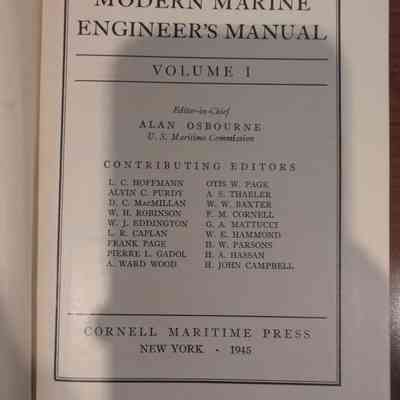 MODERN MARINE
ENGINEER'S MANUAL
VOLUME I
Editor-in-Chief
ALAN OSBOURNE
U. S. Maritime Commission
CONTRIBUTING EDITORS
L. C. HOFFMANN
ALVIN C. PURDY
D. C. MacMILLAN
W. H. ROBINSON
W. J. EDDINGTON
L. R. CAPLAN
FRANK PAGE
PIERRE L. GADOL
A. WARD WOOD
OTIS W. PAGE
A. S. THAELER
W. W. BAXTER
F. M. CORNELL
G. A. MATTUCCI
W. E. HAMMOND
H. W. PARSONS
H. A. HASSAN
H. JOHN CAMPBELL
CORNELL MARITIME PRESS
NEW YORK · 1945